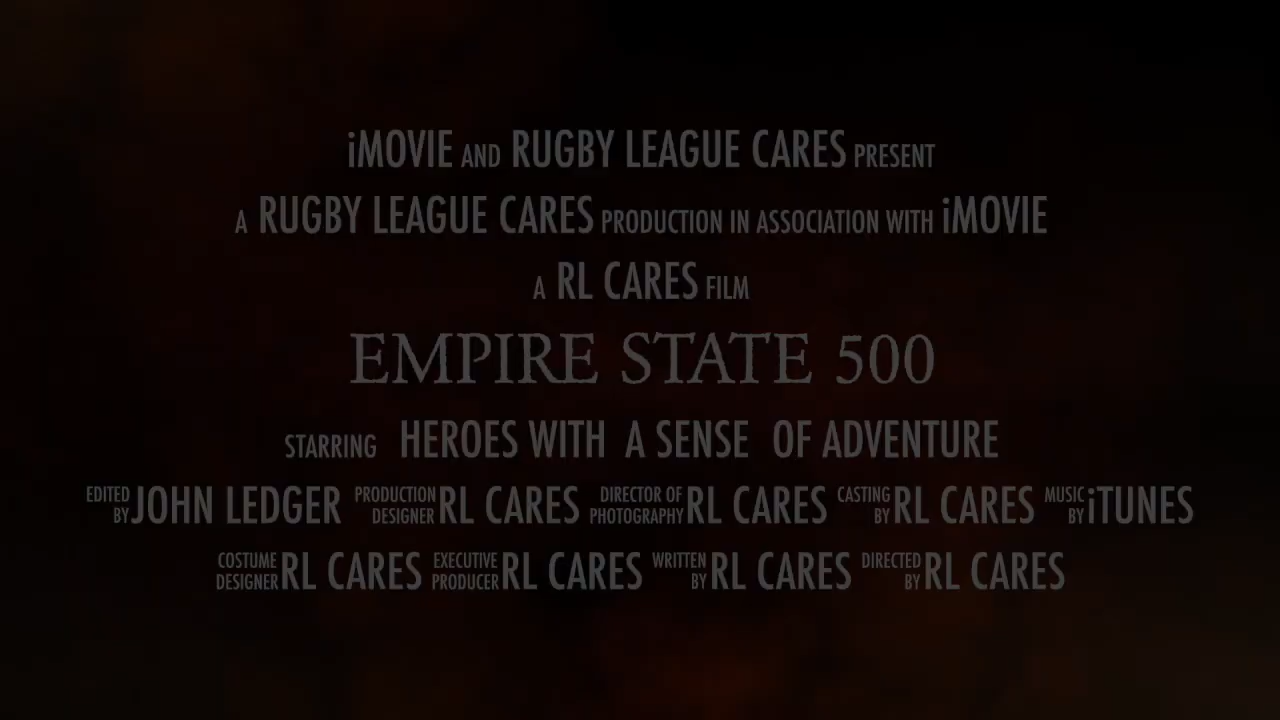 iMOVIE AND RUGBY LEAGUE CARES PRESENT
A RUGBY LEAGUE CARES PRODUCTION IN ASSOCIATION WITH iMOVIE
A RL CARES FILM
EMPIRE STATE 500
STARRING HEROES WITH A SENSE OF ADVENTURE
EDITED BY JOHN LEDGER PRODUCTION DESIGNER RL CARES DIRECTOR OF PHOTOGRAPHY RL CARES CASTING BY RL CARES MUSIC BY iTUNES
COSTUME DESIGNER RL CARES EXECUTIVE PRODUCER RL CARES WRITTEN BY RL CARES DIRECTED BY RL CARES